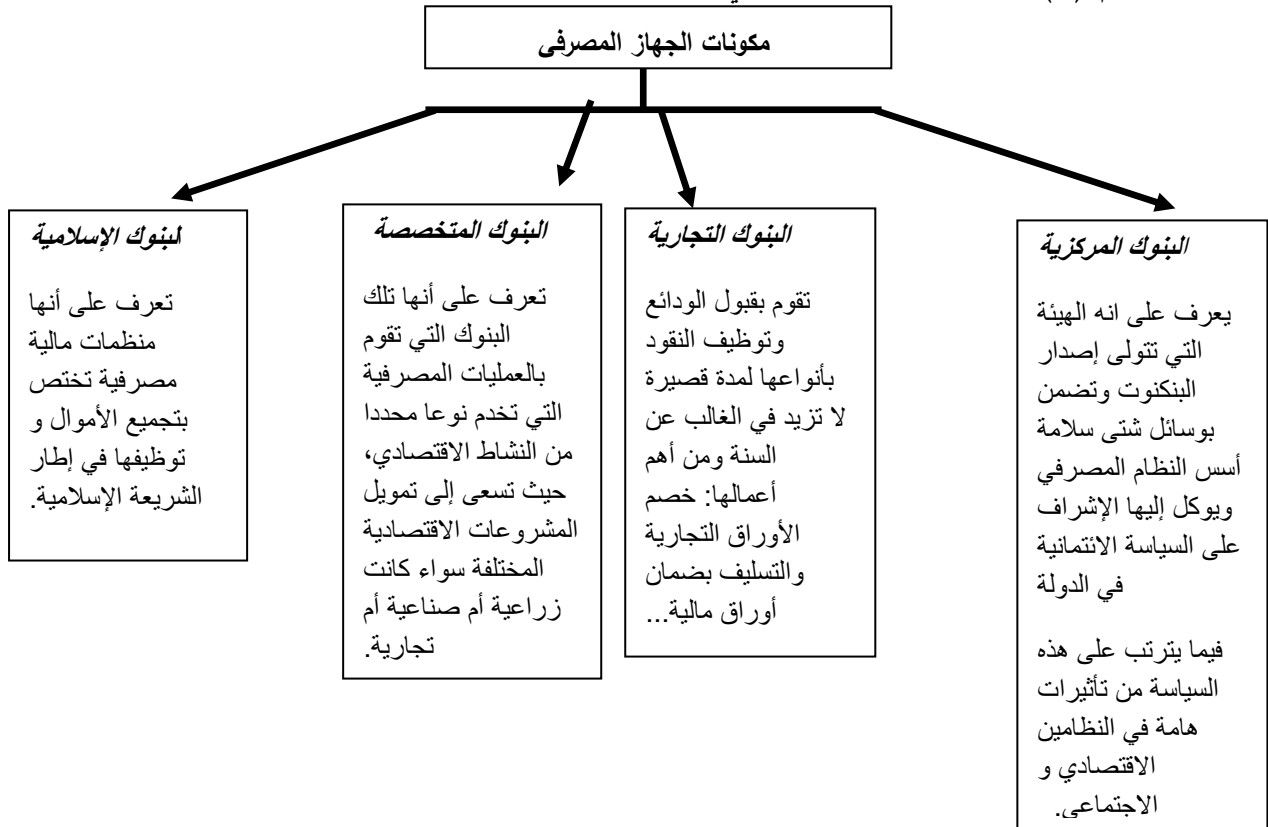 مكونات الجهاز المصرفى
البنوك المركزية
يعرف على انه الهيئة
التي تتولى إصدار
البنكنوت وتضمن
بوسائل شتى سلامة
أسس النظام المصرفي
ويوكل إليها الإشراف
على السياسة الائتمانية
في الدولة
فيما يترتب على هذه
السياسة من تأثيرات
هامة في النظامين
الاقتصادي و
الاجتماعي.
البنوك التجارية
تقوم بقبول الودائع
وتوظيف النقود
بأنواعها لمدة قصيرة
لا تزيد في الغالب عن
السنة ومن أهم
أعمالها: خصم
الأوراق التجارية
والتسليف بضمان
أوراق مالية...
البنوك المتخصصة
تعرف على أنها تلك
البنوك التي تقوم
بالعمليات المصرفية
التي تخدم نوعا محددا
من النشاط الاقتصادي،
حيث تسعى إلى تمويل
المشروعات الاقتصادية
المختلفة سواء كانت
زراعية أم صناعية أم
تجارية.
لبنوك الإسلامية
تعرف على أنها
منظمات مالية
مصرفية تختص
بتجميع الأموال و
توظيفها في إطار
الشريعة الإسلامية.